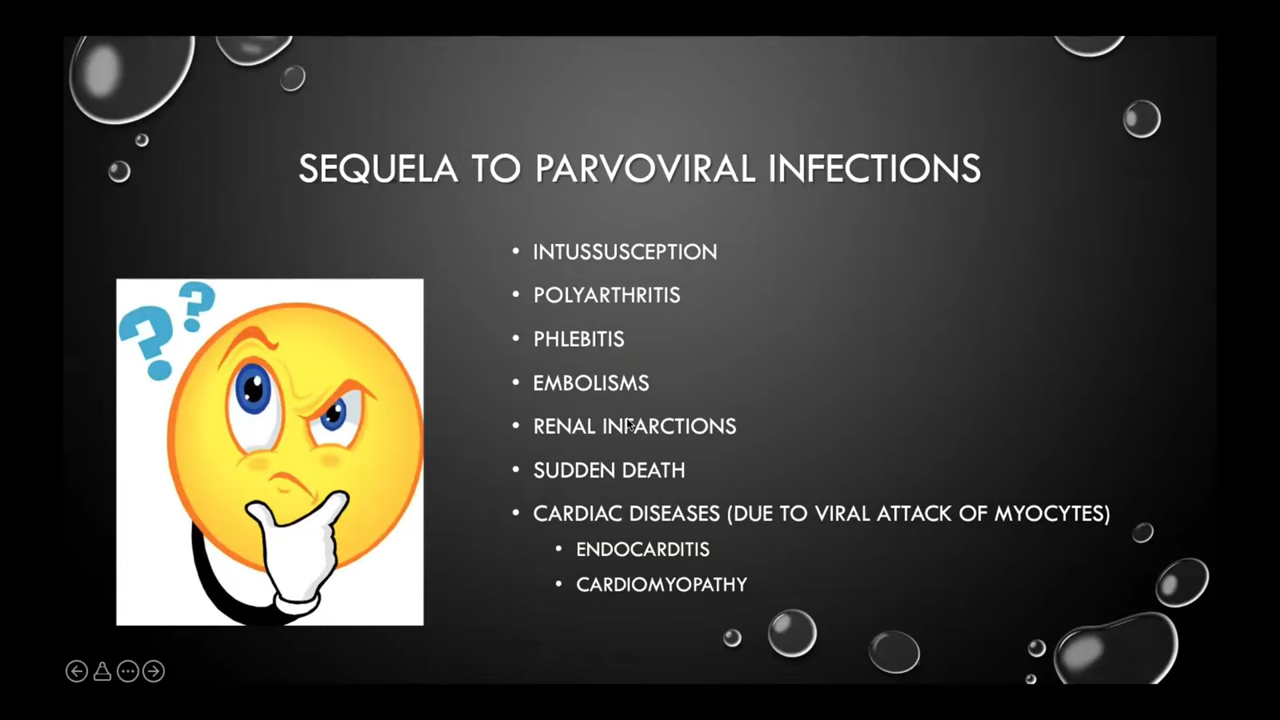 SEQUELA TO PARVOVIRAL INFECTIONS
• INTUSSUSCEPTION
• POLYARTHRITIS
• PHLEBITIS
• EMBOLISMS
• RENAL INFARCTIONS
• SUDDEN DEATH
• CARDIAC DISEASES (DUE TO VIRAL ATTACK OF MYOCYTES)
• ENDOCARDITIS
• CARDIOMYOPATHY
? ?